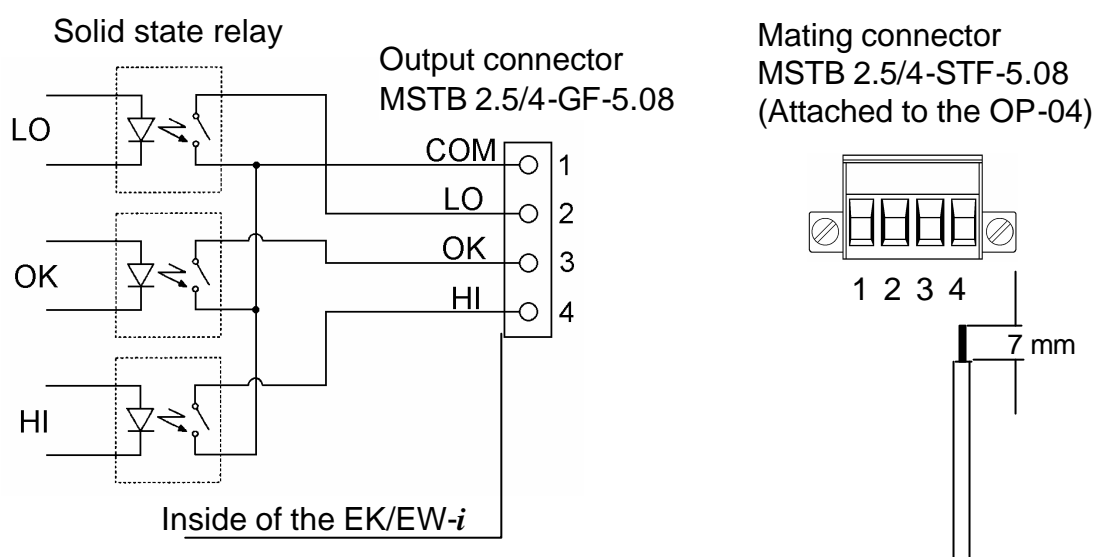 Solid state relay
Output connector
MSTB 2.5/4-GF-5.08
Mating connector
MSTB 2.5/4-STF-5.08
(Attached to the OP-04)
LO
OK
HI
COM
1
LO
2
OK
3
HI
4
1 2 3 4
7 mm
Inside of the EK/EW-i